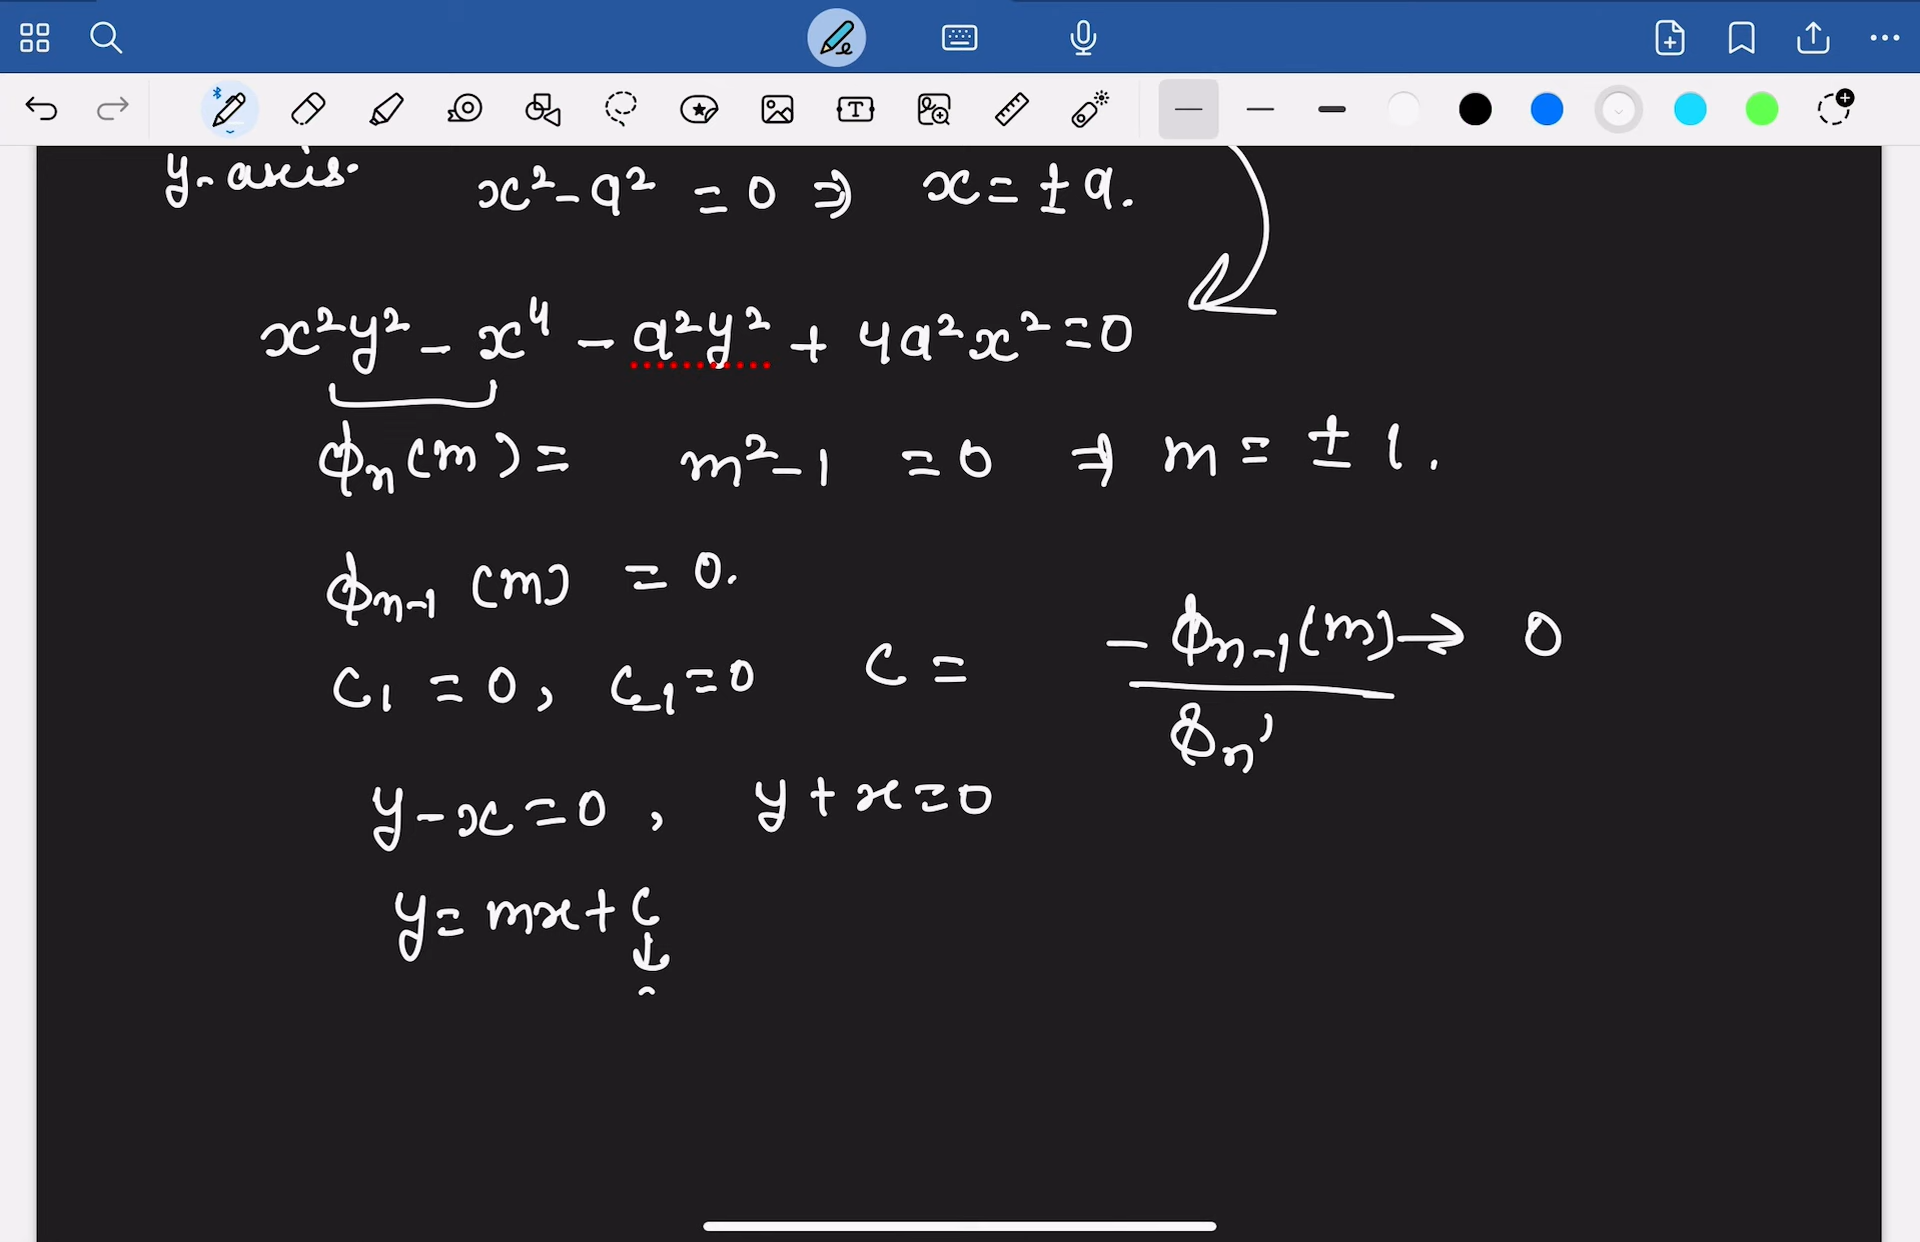 y-axis. x² - a² = 0 ⇒ x = ± a.
x²y² - x⁴ - a²y² + 4a²x² = 0
ϕn(m) = m² - 1 = 0 ⇒ m = ± 1.
ϕn-1 (m) = 0.
C1 = 0, C-1 = 0 C = - ϕn-1(m) → 0
ϕn'
y - x = 0, y + x = 0
y = mx + C
↓